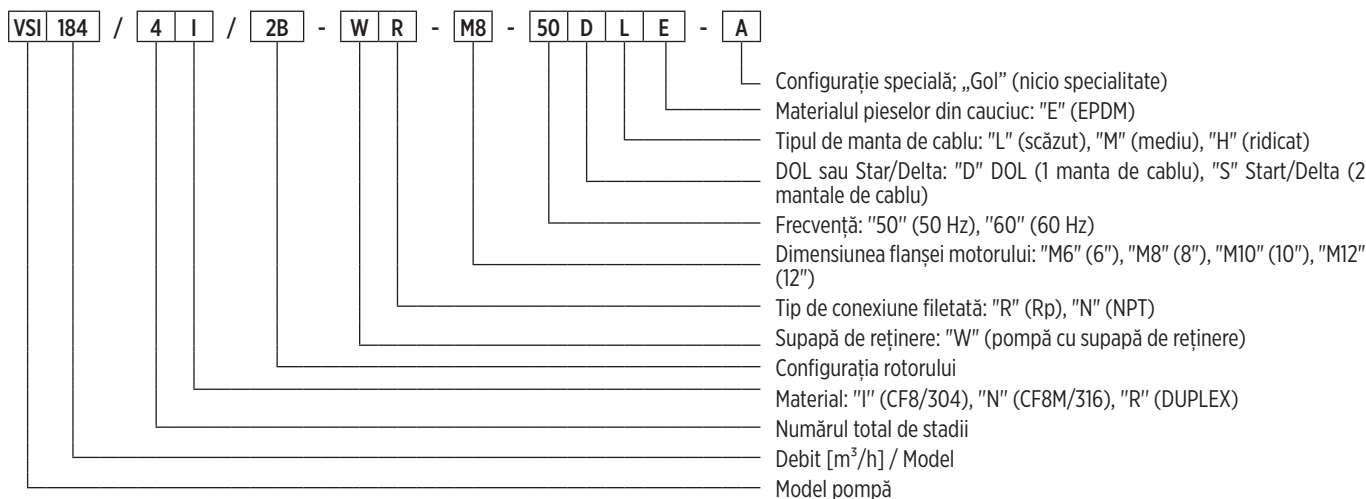 VSI 184 / 4 I / 2B - W R - M8 - 50 D L E - A
Configurație specială; „Gol” (nicio specialitate)
Materialul pieselor din cauciuc: "E" (EPDM)
Tipul de manta de cablu: "L" (scăzut), "M" (mediu), "H" (ridicat)
DOL sau Star/Delta: "D" DOL (1 manta de cablu), "S" Start/Delta (2
mantale de cablu)
Frecvență: "50" (50 Hz), "60" (60 Hz)
Dimensiunea flanșei motorului: "M6" (6"), "M8" (8"), "M10" (10"), "M12"
(12")
Tip de conexiune filetată: "R" (Rp), "N" (NPT)
Supapă de reținere: "W" (pompă cu supapă de reținere)
Configurația rotorului
Material: "I" (CF8/304), "N" (CF8M/316), "R" (DUPLEX)
Numărul total de stadii
Debit [m³/h] / Model
Model pompă